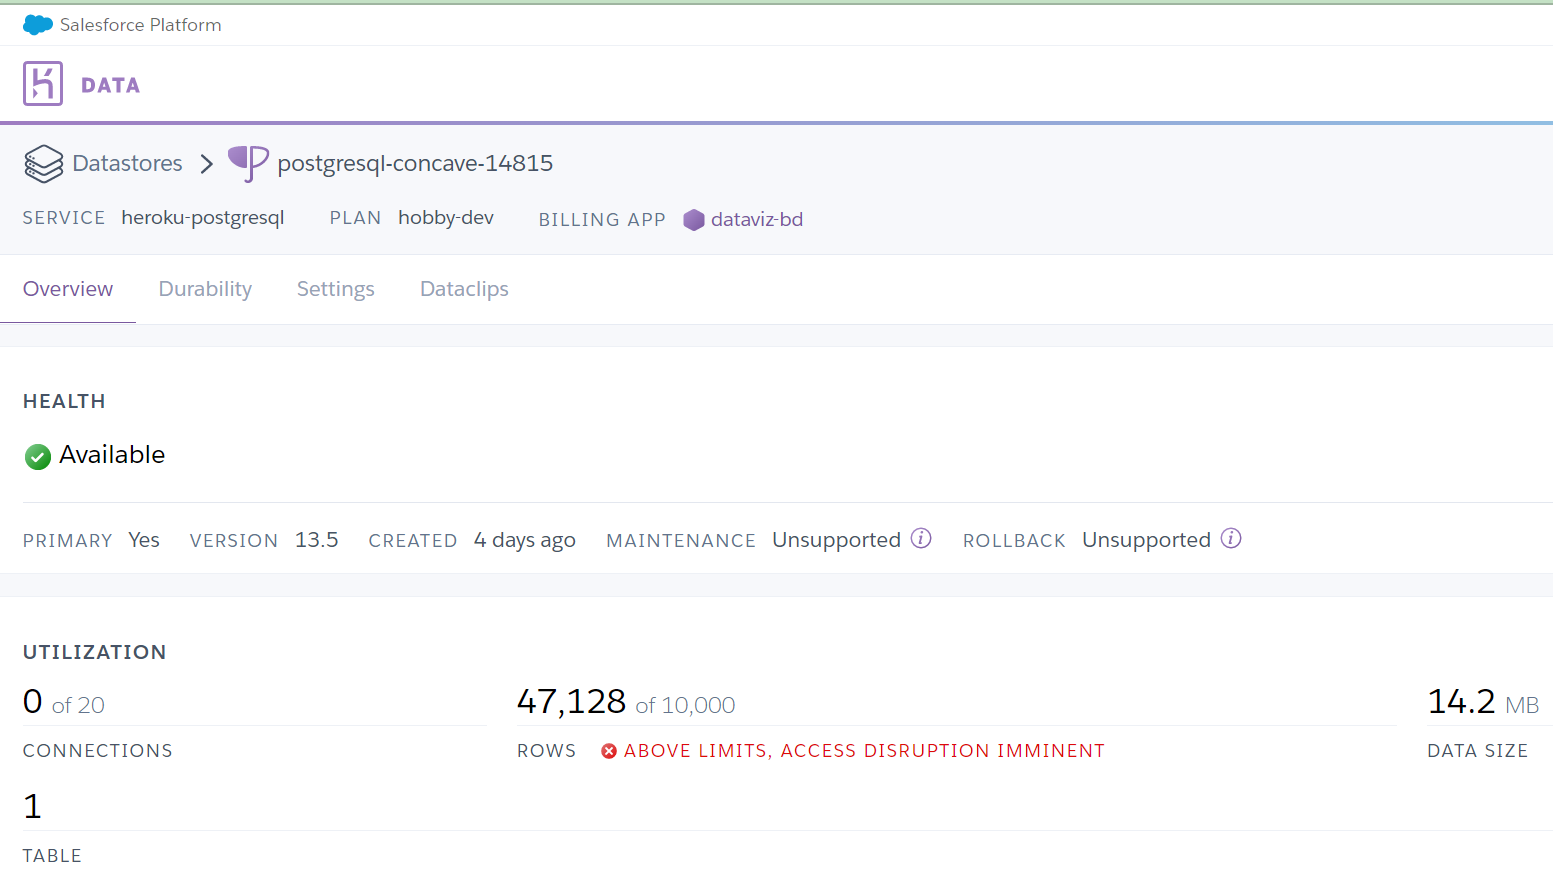 Salesforce Platform
DATA
Datastores postgresql-concave-14815
SERVICE heroku-postgresql PLAN hobby-dev BILLING APP dataviz-bd
Overview Durability Settings Dataclips
HEALTH
Available
PRIMARY Yes VERSION 13.5 CREATED 4 days ago MAINTENANCE Unsupported ROLLBACK Unsupported
UTILIZATION
0 of 20 47,128 of 10,000 14.2 MB
CONNECTIONS ROWS ABOVE LIMITS, ACCESS DISRUPTION IMMINENT DATA SIZE
1
TABLE